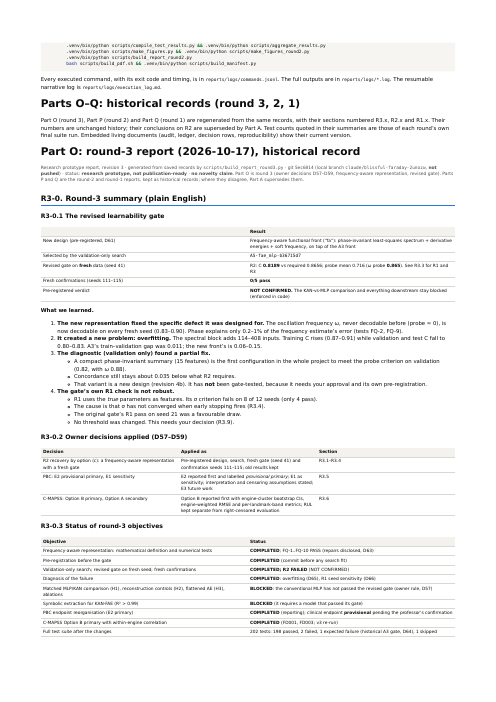 .venv/bin/python scripts/compile_test_results.py && .venv/bin/python scripts/aggregate_results.py
.venv/bin/python scripts/make_figures.py && .venv/bin/python scripts/make_figures_round2.py
.venv/bin/python scripts/build_report_round2.py
bash scripts/build_pdf.sh && .venv/bin/python scripts/build_manifest.py
Every executed command, with its exit code and timing, is in reports/logs/commands.jsonl. The full outputs are in reports/logs/*.log. The resumable
narrative log is reports/logs/execution_log.md.
Parts O–Q: historical records (round 3, 2, 1)
Part O (round 3), Part P (round 2) and Part Q (round 1) are regenerated from the same records, with their sections numbered R3.x, R2.x and R1.x. Their
numbers are unchanged history; their conclusions on R2 are superseded by Part A. Test counts quoted in their summaries are those of each round's own
final suite run. Embedded living documents (audit, ledger, decision rows, reproducibility) show their current version.
Part O: round-3 report (2026-10-17), historical record
Research prototype report, revision 3 · generated from saved records by scripts/build_report_round3.py · git
pushed) · status: research prototype, not publication-ready · no novelty claim. Part O is round 3 (owner decisions D57–D59, frequency-aware representation, revised gate). Parts
P and Q are the round-2 and round-1 reports, kept as historical records; where they disagree, Part A supersedes them.
R3-0. Round-3 summary (plain English)
R3-0.1 The revised learnability gate
Result
New design (pre-registered, D61) Frequency-aware functional front ("fa"): phase-invariant least-squares spectrum + derivative
energies + soft frequency, on top of the A3 front
Selected by the validation-only search
Revised gate on fresh data (seed 41) R2: C 0.8189 vs required 0.8656; probe mean 0.716 (ω probe 0.865). See R3.3 for R1 and
R3
Fresh confirmations (seeds 111–115) 0/5 pass
Pre-registered verdict NOT CONFIRMED. The KAN-vs-MLP comparison and everything downstream stay blocked
(enforced in code)
What we learned.
1. The new representation fixed the specific defect it was designed for. The oscillation frequency ω, never decodable before (probe ≈ 0), is
now decodable on every fresh seed (0.83–0.90). Phase explains only 0.2–1% of the frequency estimate's error (tests FQ-2, FQ-9).
2. It created a new problem: overfitting. The spectral block adds 114–408 inputs. Training C rises (0.87–0.91) while validation and test C fall to
0.80–0.83. A3's train-validation gap was 0.011; the new front's is 0.06–0.15.
3. The diagnostic (validation only) found a partial fix.
A compact phase-invariant summary (15 features) is the first configuration in the whole project to meet the probe criterion on validation
(0.82, with ω 0.88).
Concordance still stays about 0.035 below what R2 requires.
That variant is a new design (revision 4b). It has not been gate-tested, because it needs your approval and its own pre-registration.
4. The gate's own R1 check is not robust.
R1 uses the true parameters as features. Its σ criterion fails on 8 of 12 seeds (only 4 pass).
The cause is that σ has not converged when early stopping fires (R3.4).
The original gate's R1 pass on seed 21 was a favourable draw.
No threshold was changed. This needs your decision (R3.9).
R3-0.2 Owner decisions applied (D57–D59)
Decision Applied as Section
R2 recovery by option (c): a frequency-aware representation
with a fresh gate Pre-registered design, search, fresh gate (seed 41) and
confirmation seeds 111–115; old results kept R3.1–R3.4
PBC: E2 provisional primary, E1 sensitivity E2 reported first and labelled provisional primary; E1 as
sensitivity; interpretation and censoring assumptions stated;
E3 future work R3.5
C-MAPSS: Option B primary, Option A secondary Option B reported first with engine-cluster bootstrap CIs,
engine-weighted RMSE and per-landmark-band metrics; RUL
kept separate from right-censored evaluation R3.6
R3-0.3 Status of round-3 objectives
Objective Status
Frequency-aware representation: mathematical definition and numerical tests COMPLETED; FQ-1..FQ-10 PASS (repairs disclosed, D63)
Pre-registration before the gate COMPLETED (commit before any search fit)
Validation-only search; revised gate on fresh seed; fresh confirmations COMPLETED; R2 FAILED (NOT CONFIRMED)
Diagnosis of the failure COMPLETED: overfitting (D65), R1 seed sensitivity (D66)
Matched MLP/KAN comparison (H1), reconstruction controls (H2), flattened AE (H3),
ablations BLOCKED: the conventional MLP has not passed the revised gate (owner rule, D57)
Symbolic extraction for KAN-FAE (R² > 0.99) BLOCKED (it requires a model that passed its gate)
PBC endpoint reorganisation (E2 primary) COMPLETED (reporting); clinical endpoint provisional pending the professor's confirmation
C-MAPSS Option B primary with within-engine correlation COMPLETED (FD001, FD003; v3 re-run)
Full test suite after the changes 202 tests: 198 passed, 2 failed, 1 expected failure (historical A3 gate, D64), 1 skipped